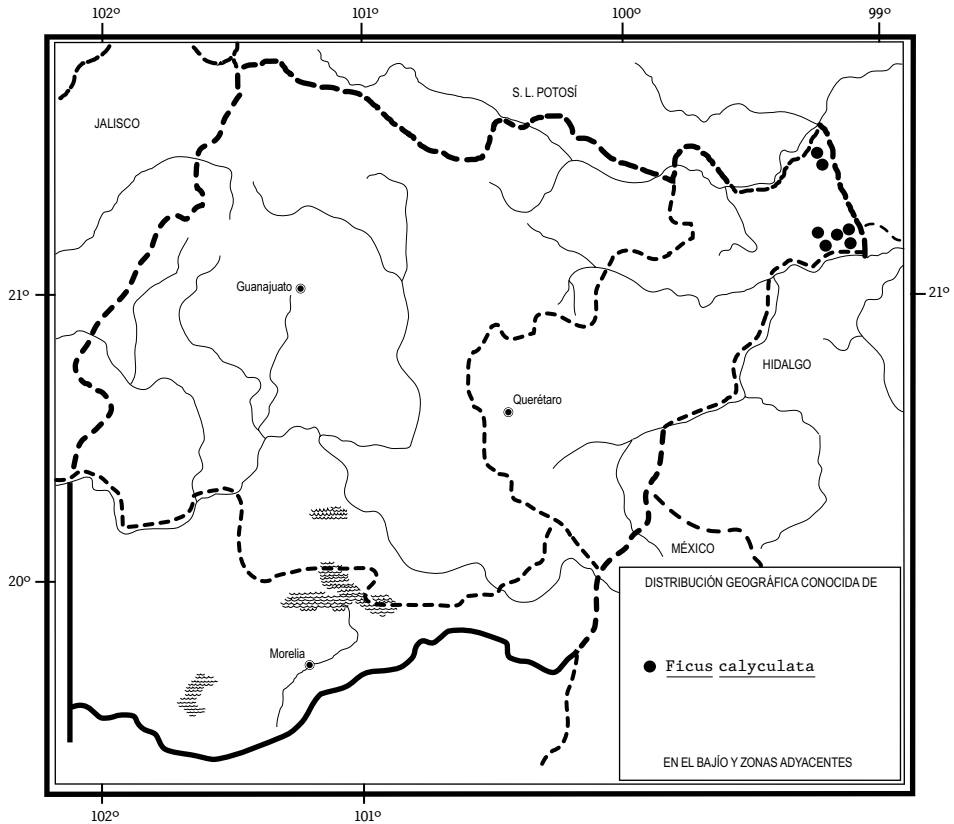 102º 101º 100º 99º
S. L. POTOSÍ
JALISCO
Guanajuato
21º
21º
HIDALGO
Querétaro
MÉXICO
20º
DISTRIBUCIÓN GEOGRÁFICA CONOCIDA DE
Morelia
Ficus calyculata
EN EL BAJÍO Y ZONAS ADYACENTES
102º 101º